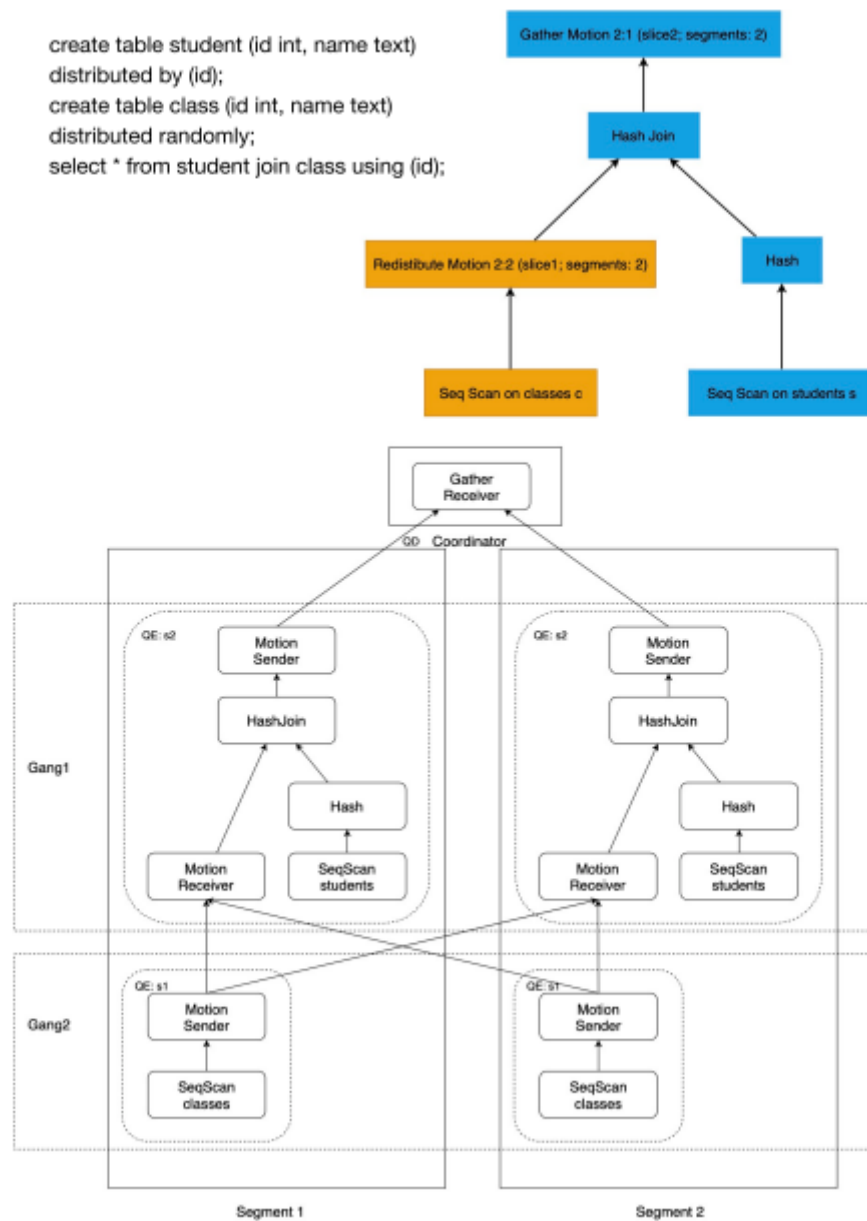 create table student (id int, name text)
distributed by (id);
create table class (id int, name text)
distributed randomly;
select * from student join class using (id);
Gather Motion 2:1 (slice2; segments: 2)
Hash Join
Redistibute Motion 2:2 (slice1; segments: 2)
Hash
Seq Scan on classes c
Seq Scan on students s
Gather
Receiver
QD Coordinator
QE: s2
Motion
Sender
HashJoin
Hash
Motion
Receiver
SeqScan
students
QE: s2
Motion
Sender
HashJoin
Hash
Motion
Receiver
SeqScan
students
Gang1
QE: s1
Motion
Sender
SeqScan
classes
QE: s1
Motion
Sender
SeqScan
classes
Gang2
Segment 1
Segment 2